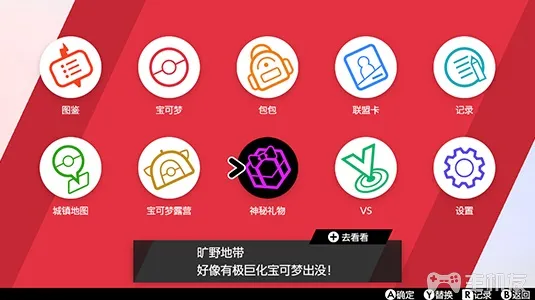 图鉴 宝可梦 包包 联盟卡 记录
城镇地图 宝可梦露营 神秘礼物 VS 设置
+去看看
旷野地带
好像有极巨化宝可梦出没！
A确定 Y替换 R记录 B返回
手机友